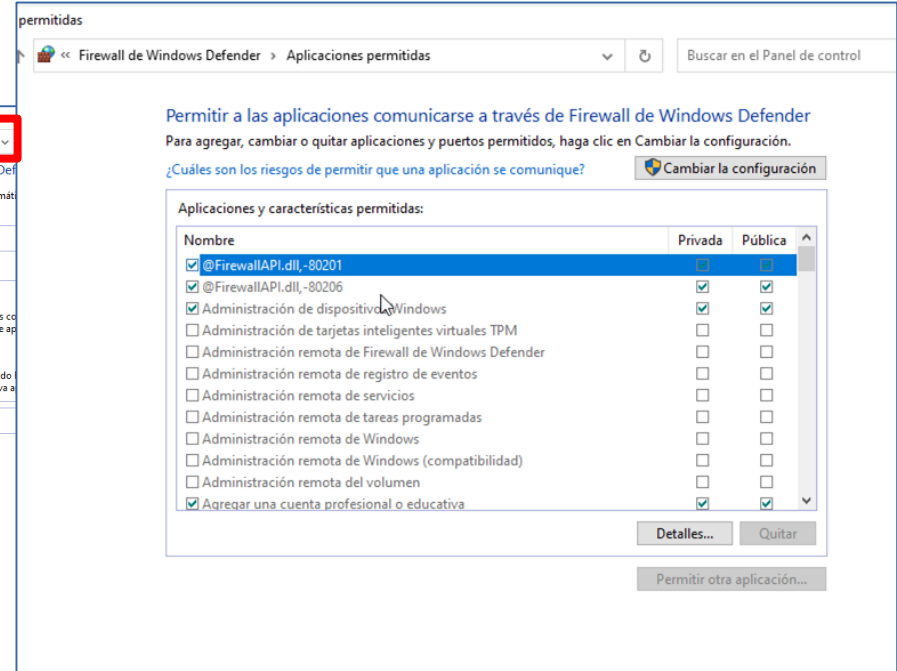 permitidas
« Firewall de Windows Defender > Aplicaciones permitidas
Buscar en el Panel de control
Permitir a las aplicaciones comunicarse a través de Firewall de Windows Defender
Para agregar, cambiar o quitar aplicaciones y puertos permitidos, haga clic en Cambiar la configuración.
¿Cuáles son los riesgos de permitir que una aplicación se comunique?
Cambiar la configuración
Aplicaciones y características permitidas:
Nombre Privada Pública
@FirewallAPI.dll,-80201
@FirewallAPI.dll,-80206
Administración de dispositivos Windows
Administración de tarjetas inteligentes virtuales TPM
Administración remota de Firewall de Windows Defender
Administración remota de registro de eventos
Administración remota de servicios
Administración remota de tareas programadas
Administración remota de Windows
Administración remota de Windows (compatibilidad)
Administración remota del volumen
Agregar una cuenta profesional o educativa
Detalles... Quitar
Permitir otra aplicación...